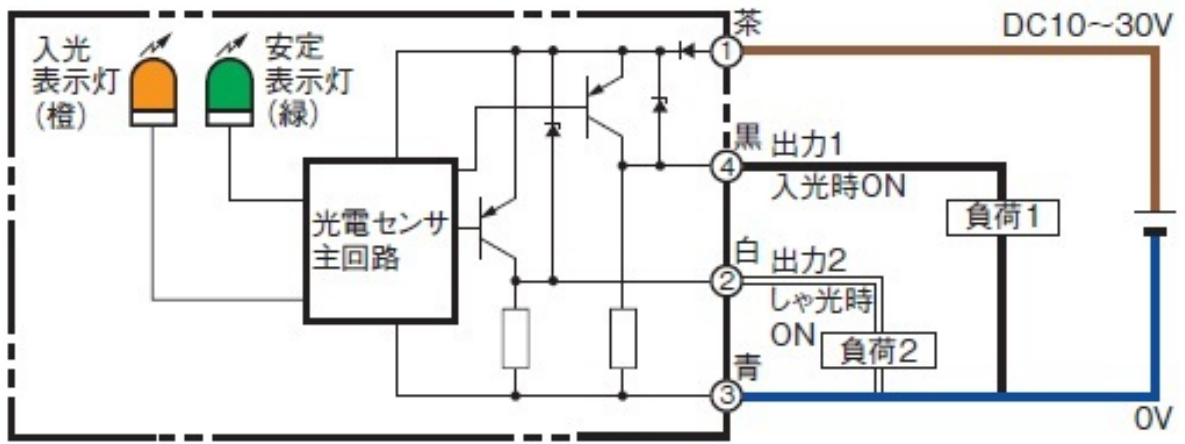 入光
表示灯
(橙)
安定
表示灯
(緑)
光電センサ
主回路
茶
①
DC10～30V
黒
④
出力1
入光時ON
負荷1
白
②
出力2
しゃ光時
ON
負荷2
青
③
0V